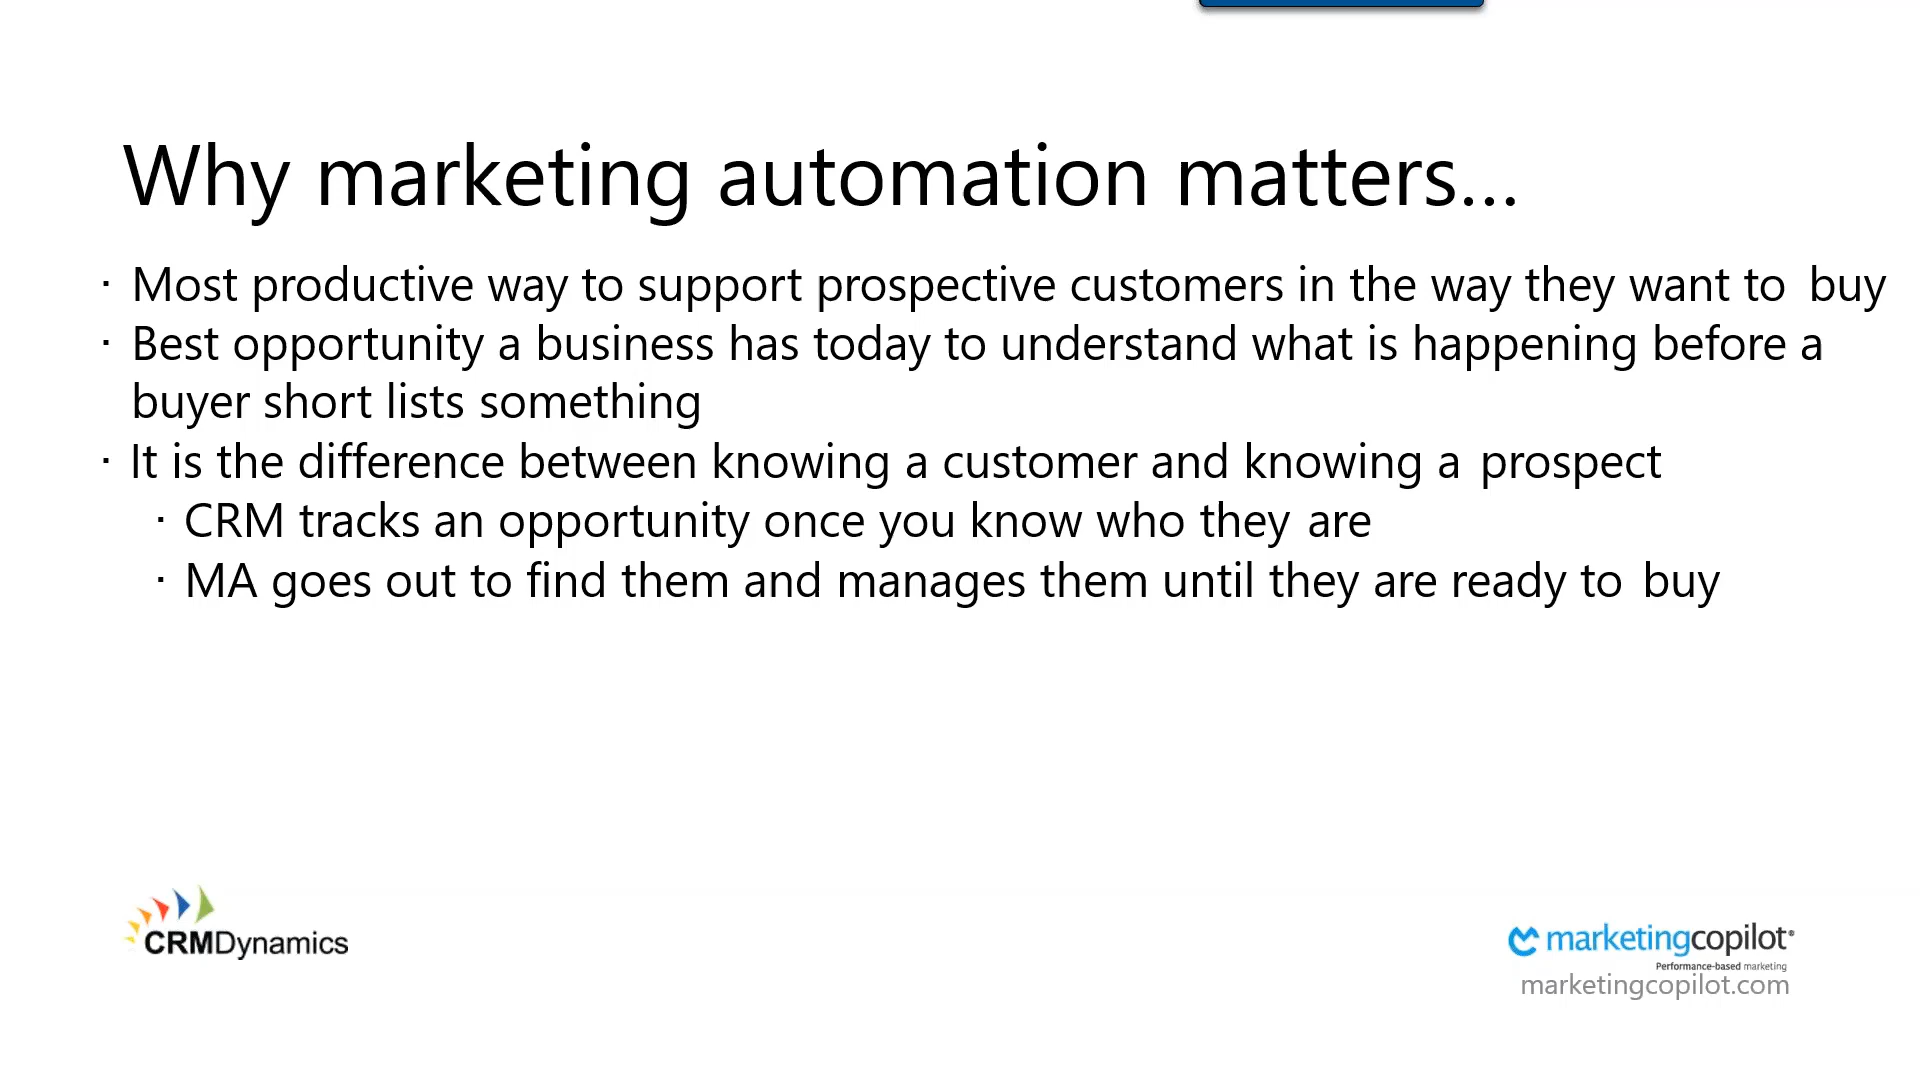 Why marketing automation matters...
· Most productive way to support prospective customers in the way they want to buy
· Best opportunity a business has today to understand what is happening before a
buyer short lists something
· It is the difference between knowing a customer and knowing a prospect
· CRM tracks an opportunity once you know who they are
· MA goes out to find them and manages them until they are ready to buy
CRMDynamics
marketingcopilot®
Performance-based marketing
marketingcopilot.com